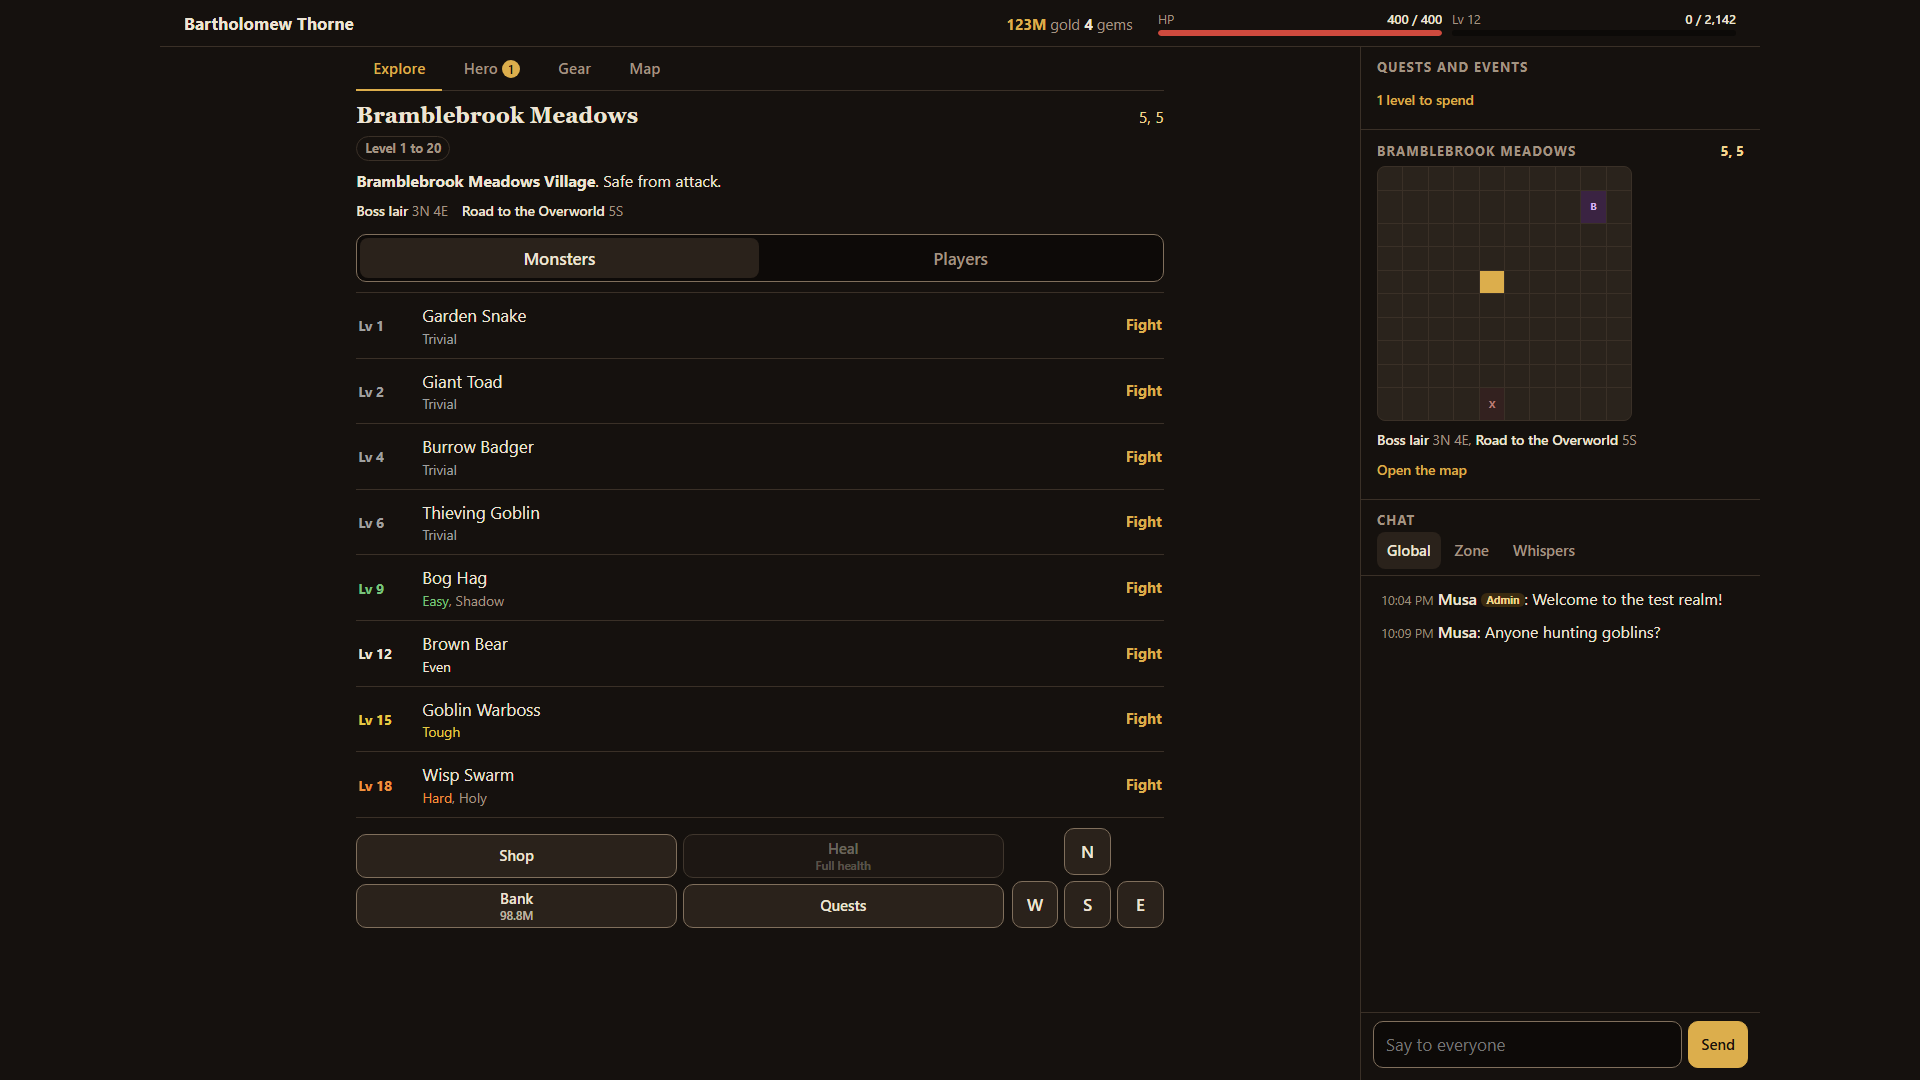 Bartholomew Thorne
123M gold 4 gems
HP 400 / 400
Lv 12 0 / 2,142
Explore Hero 1 Gear Map
Bramblebrook Meadows 5, 5
Level 1 to 20
Bramblebrook Meadows Village. Safe from attack.
Boss lair 3N 4E Road to the Overworld 5S
Monsters Players
Lv 1 Garden Snake Fight
Trivial
Lv 2 Giant Toad Fight
Trivial
Lv 4 Burrow Badger Fight
Trivial
Lv 6 Thieving Goblin Fight
Trivial
Lv 9 Bog Hag Fight
Easy, Shadow
Lv 12 Brown Bear Fight
Even
Lv 15 Goblin Warboss Fight
Tough
Lv 18 Wisp Swarm Fight
Hard, Holy
Shop
Heal
Full health
Bank
98.8M
Quests
N
W S E
QUESTS AND EVENTS
1 level to spend
BRAMBLEBROOK MEADOWS 5, 5
B
X
Boss lair 3N 4E, Road to the Overworld 5S
Open the map
CHAT
Global Zone Whispers
10:04 PM Musa Admin: Welcome to the test realm!
10:09 PM Musa: Anyone hunting goblins?
Say to everyone Send